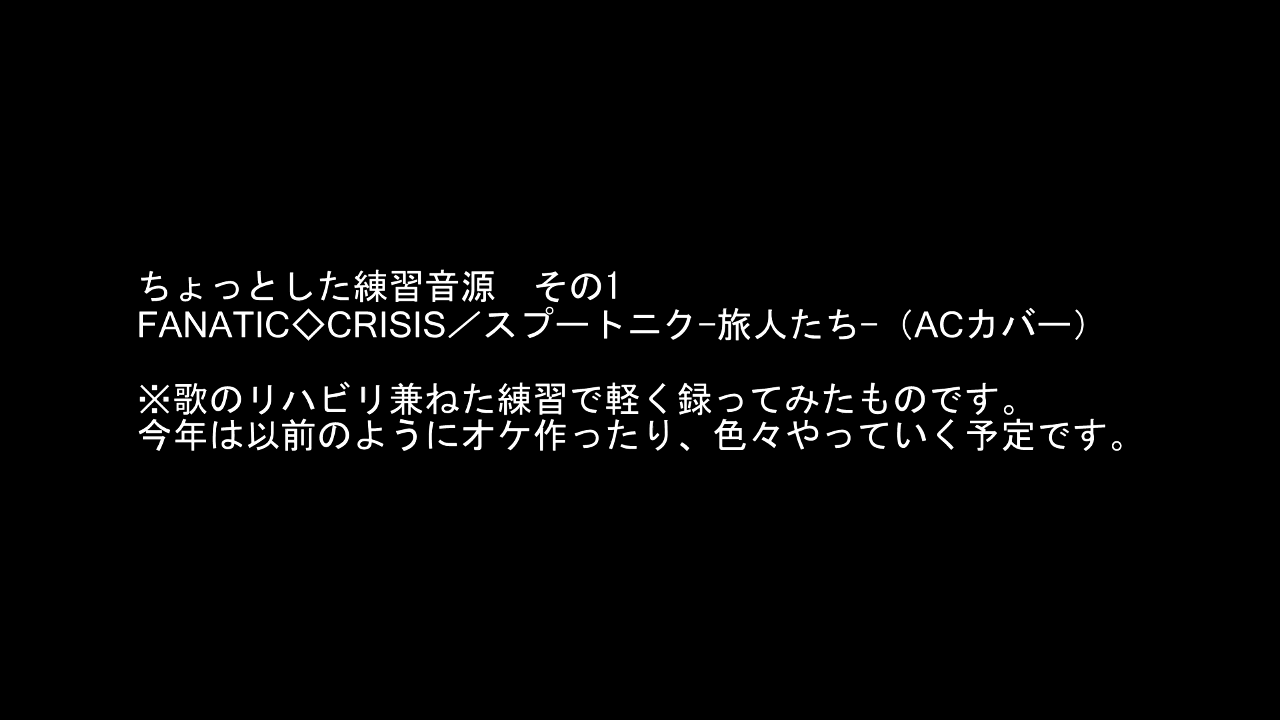 ちょっとした練習音源　その1
FANATIC◇CRISIS／スプートニク-旅人たち-（ACカバー）
※歌のリハビリ兼ねた練習で軽く録ってみたものです。
今年は以前のようにオケ作ったり、色々やっていく予定です。